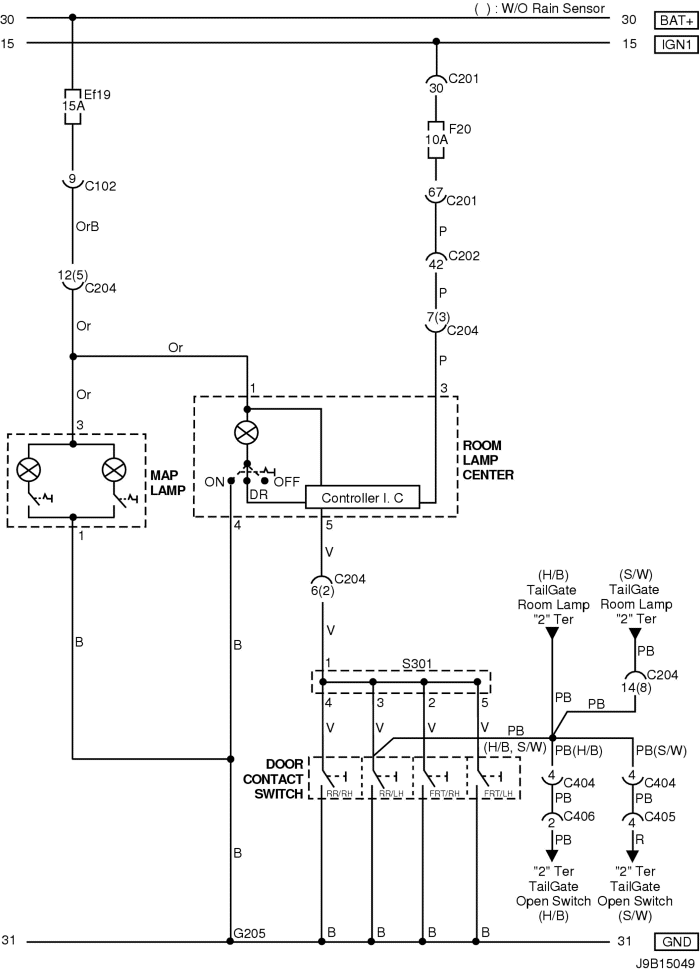 ( ) : W/O Rain Sensor
30
30
BAT+
15
15
IGN1
Ef19
15A
C201
30
F20
10A
9
C102
67
C201
OrB
P
C202
42
12(5)
C204
P
7(3)
C204
Or
Or
P
Or
1
3
3
MAP
LAMP
ON
OFF
DR
Controller I. C
ROOM
LAMP
CENTER
1
4
5
V
C204
6(2)
B
B
V
(H/B)
TailGate
Room Lamp
"2" Ter
(S/W)
TailGate
Room Lamp
"2" Ter
PB
C204
14(8)
1
S301
4
3
2
5
V
V
V
V
PB
PB
PB
(H/B, S/W)
PB(H/B)
PB(S/W)
DOOR
CONTACT
SWITCH
RR/RH
RR/LH
FRT/RH
FRT/LH
4
C404
4
C404
PB
PB
2
C406
4
C405
PB
R
B
"2" Ter
TailGate
Open Switch
(H/B)
"2" Ter
TailGate
Open Switch
(S/W)
31
G205
B
B
B
B
31
GND
J9B15049